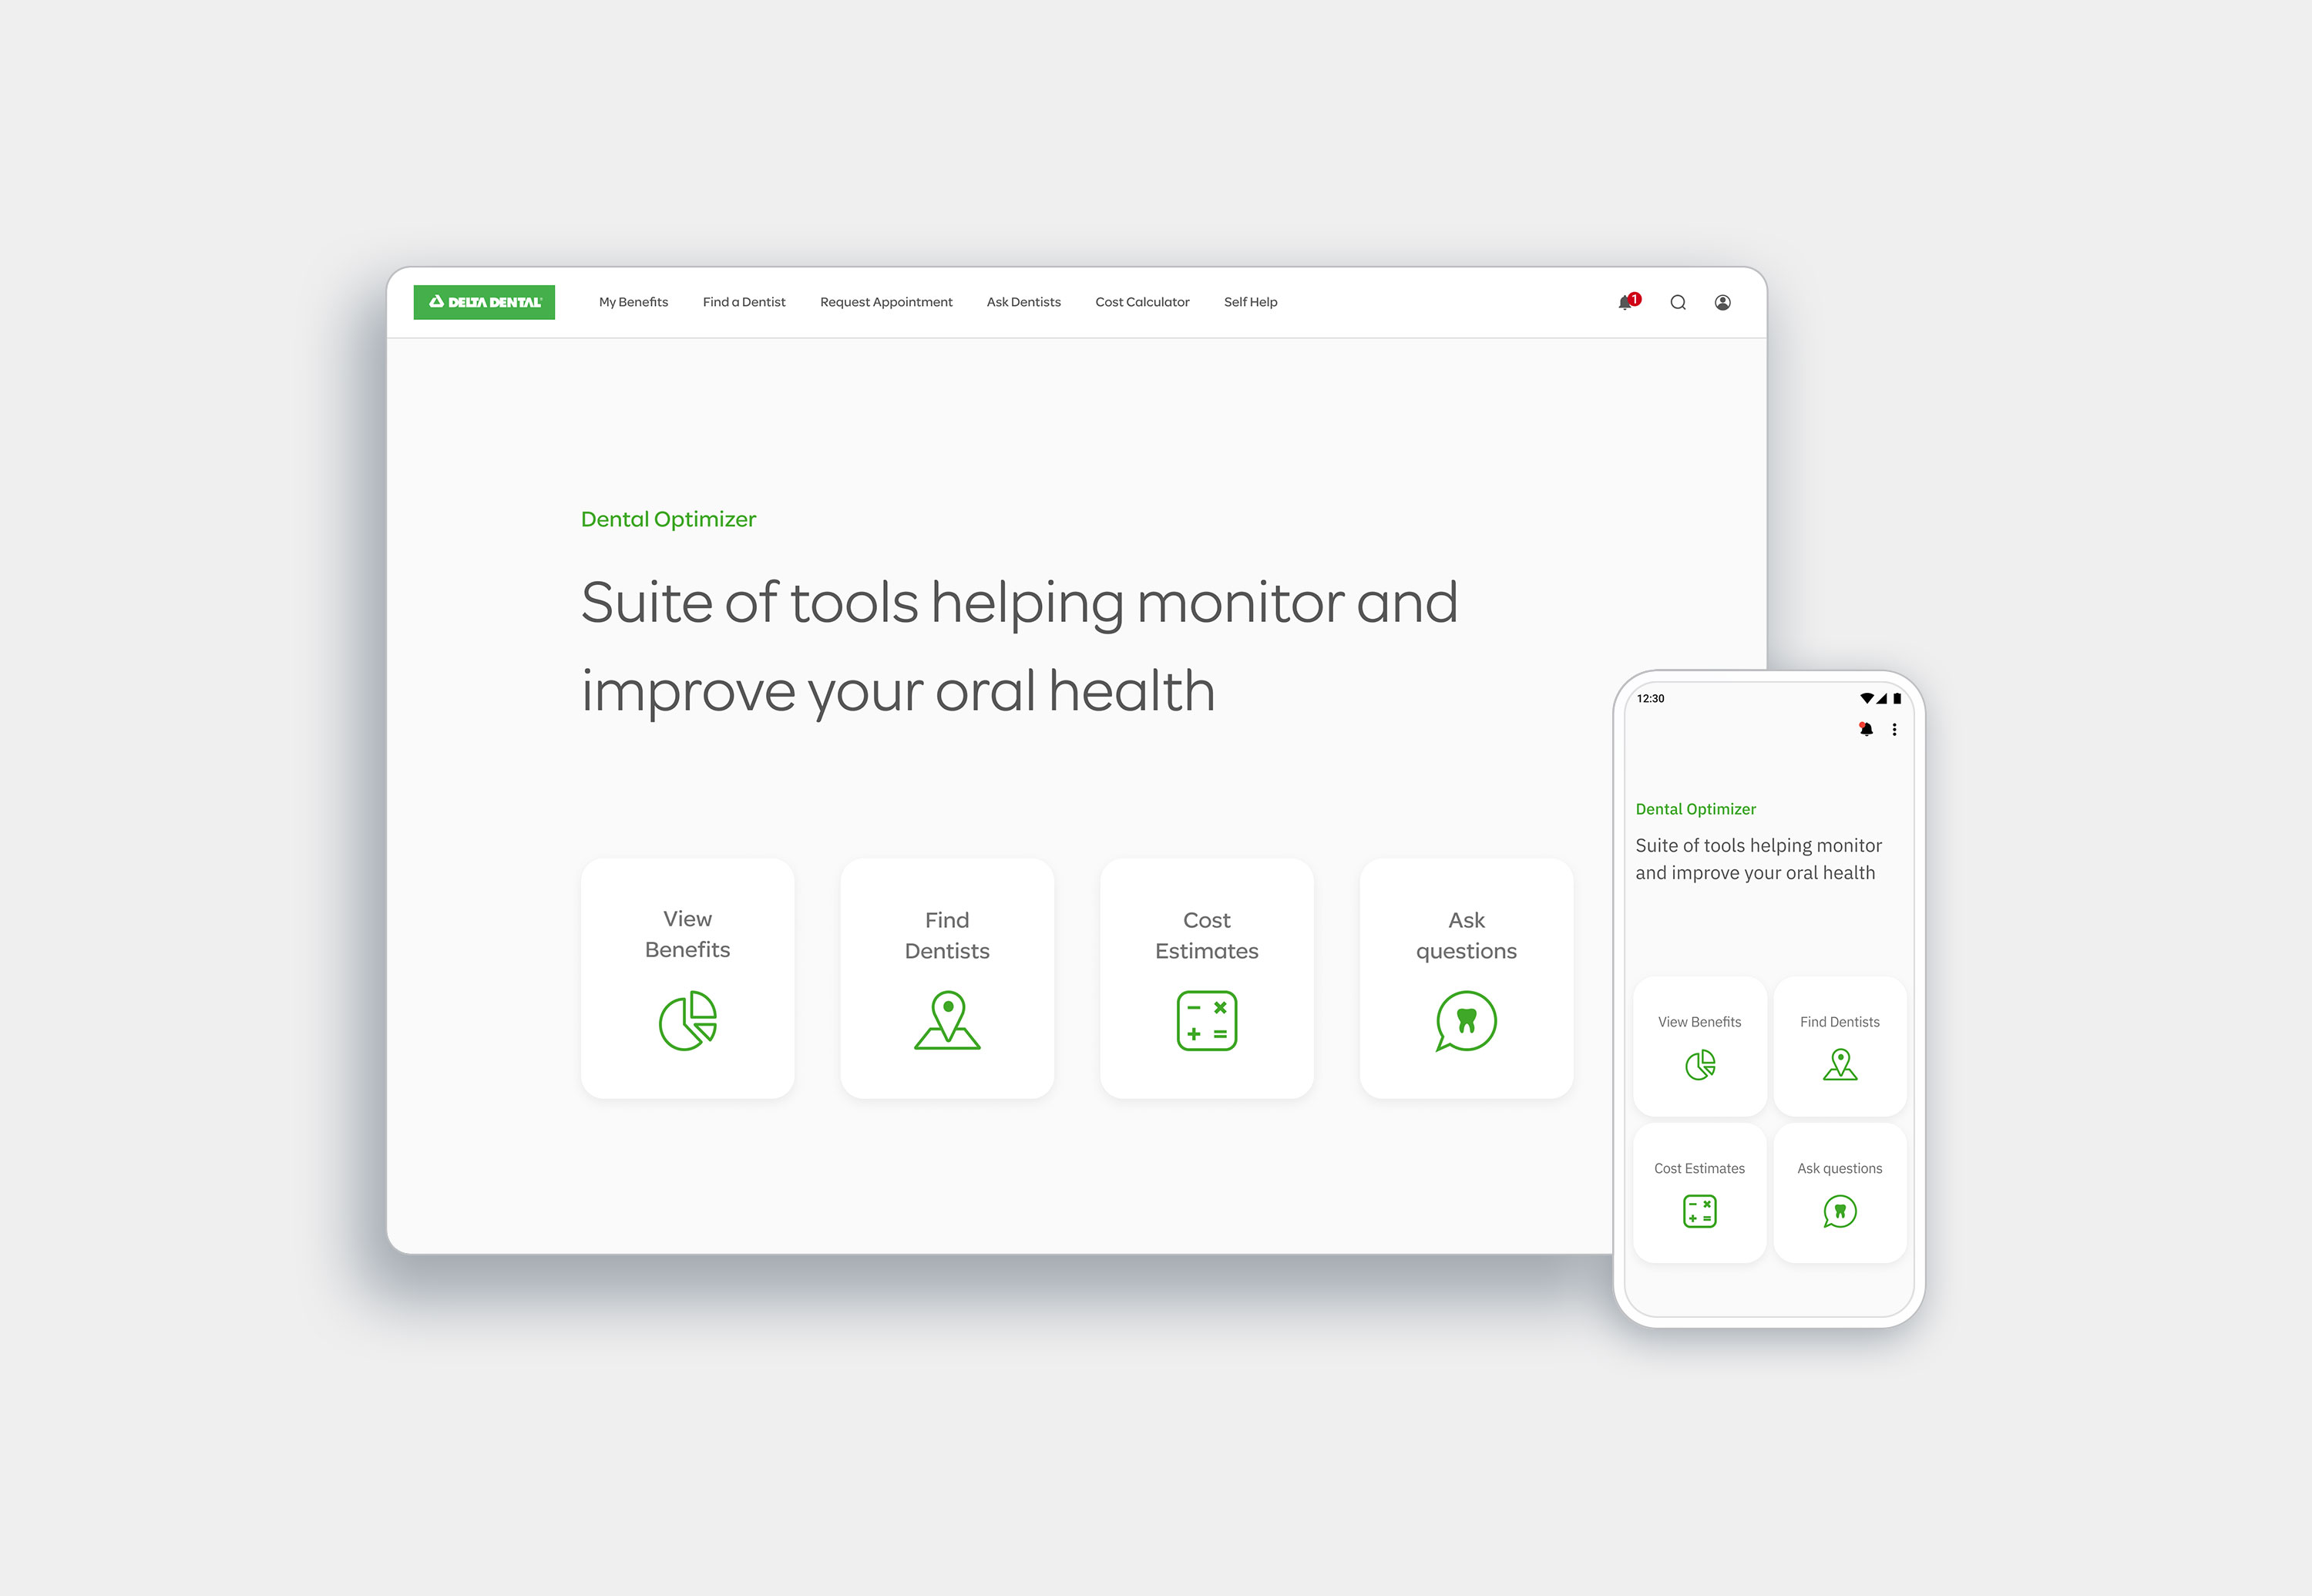 DELTA DENTAL
My Benefits
Find a Dentist
Request Appointment
Ask Dentists
Cost Calculator
Self Help
1
Dental Optimizer
Suite of tools helping monitor and
improve your oral health
View
Benefits
Find
Dentists
Cost
Estimates
Ask
questions
12:30
Dental Optimizer
Suite of tools helping monitor
and improve your oral health
View Benefits
Find Dentists
Cost Estimates
Ask questions